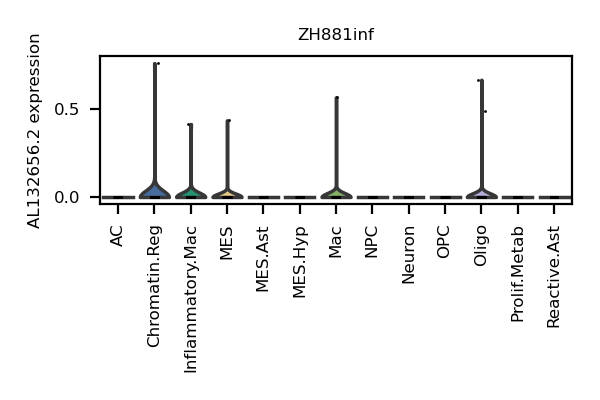 ZH881inf
AL132656.2 expression
0.5
0.0
AC
Chromatin.Reg
Inflammatory.Mac
MES
MES.Ast
MES.Hyp
Mac
NPC
Neuron
OPC
Oligo
Prolif.Metab
Reactive.Ast